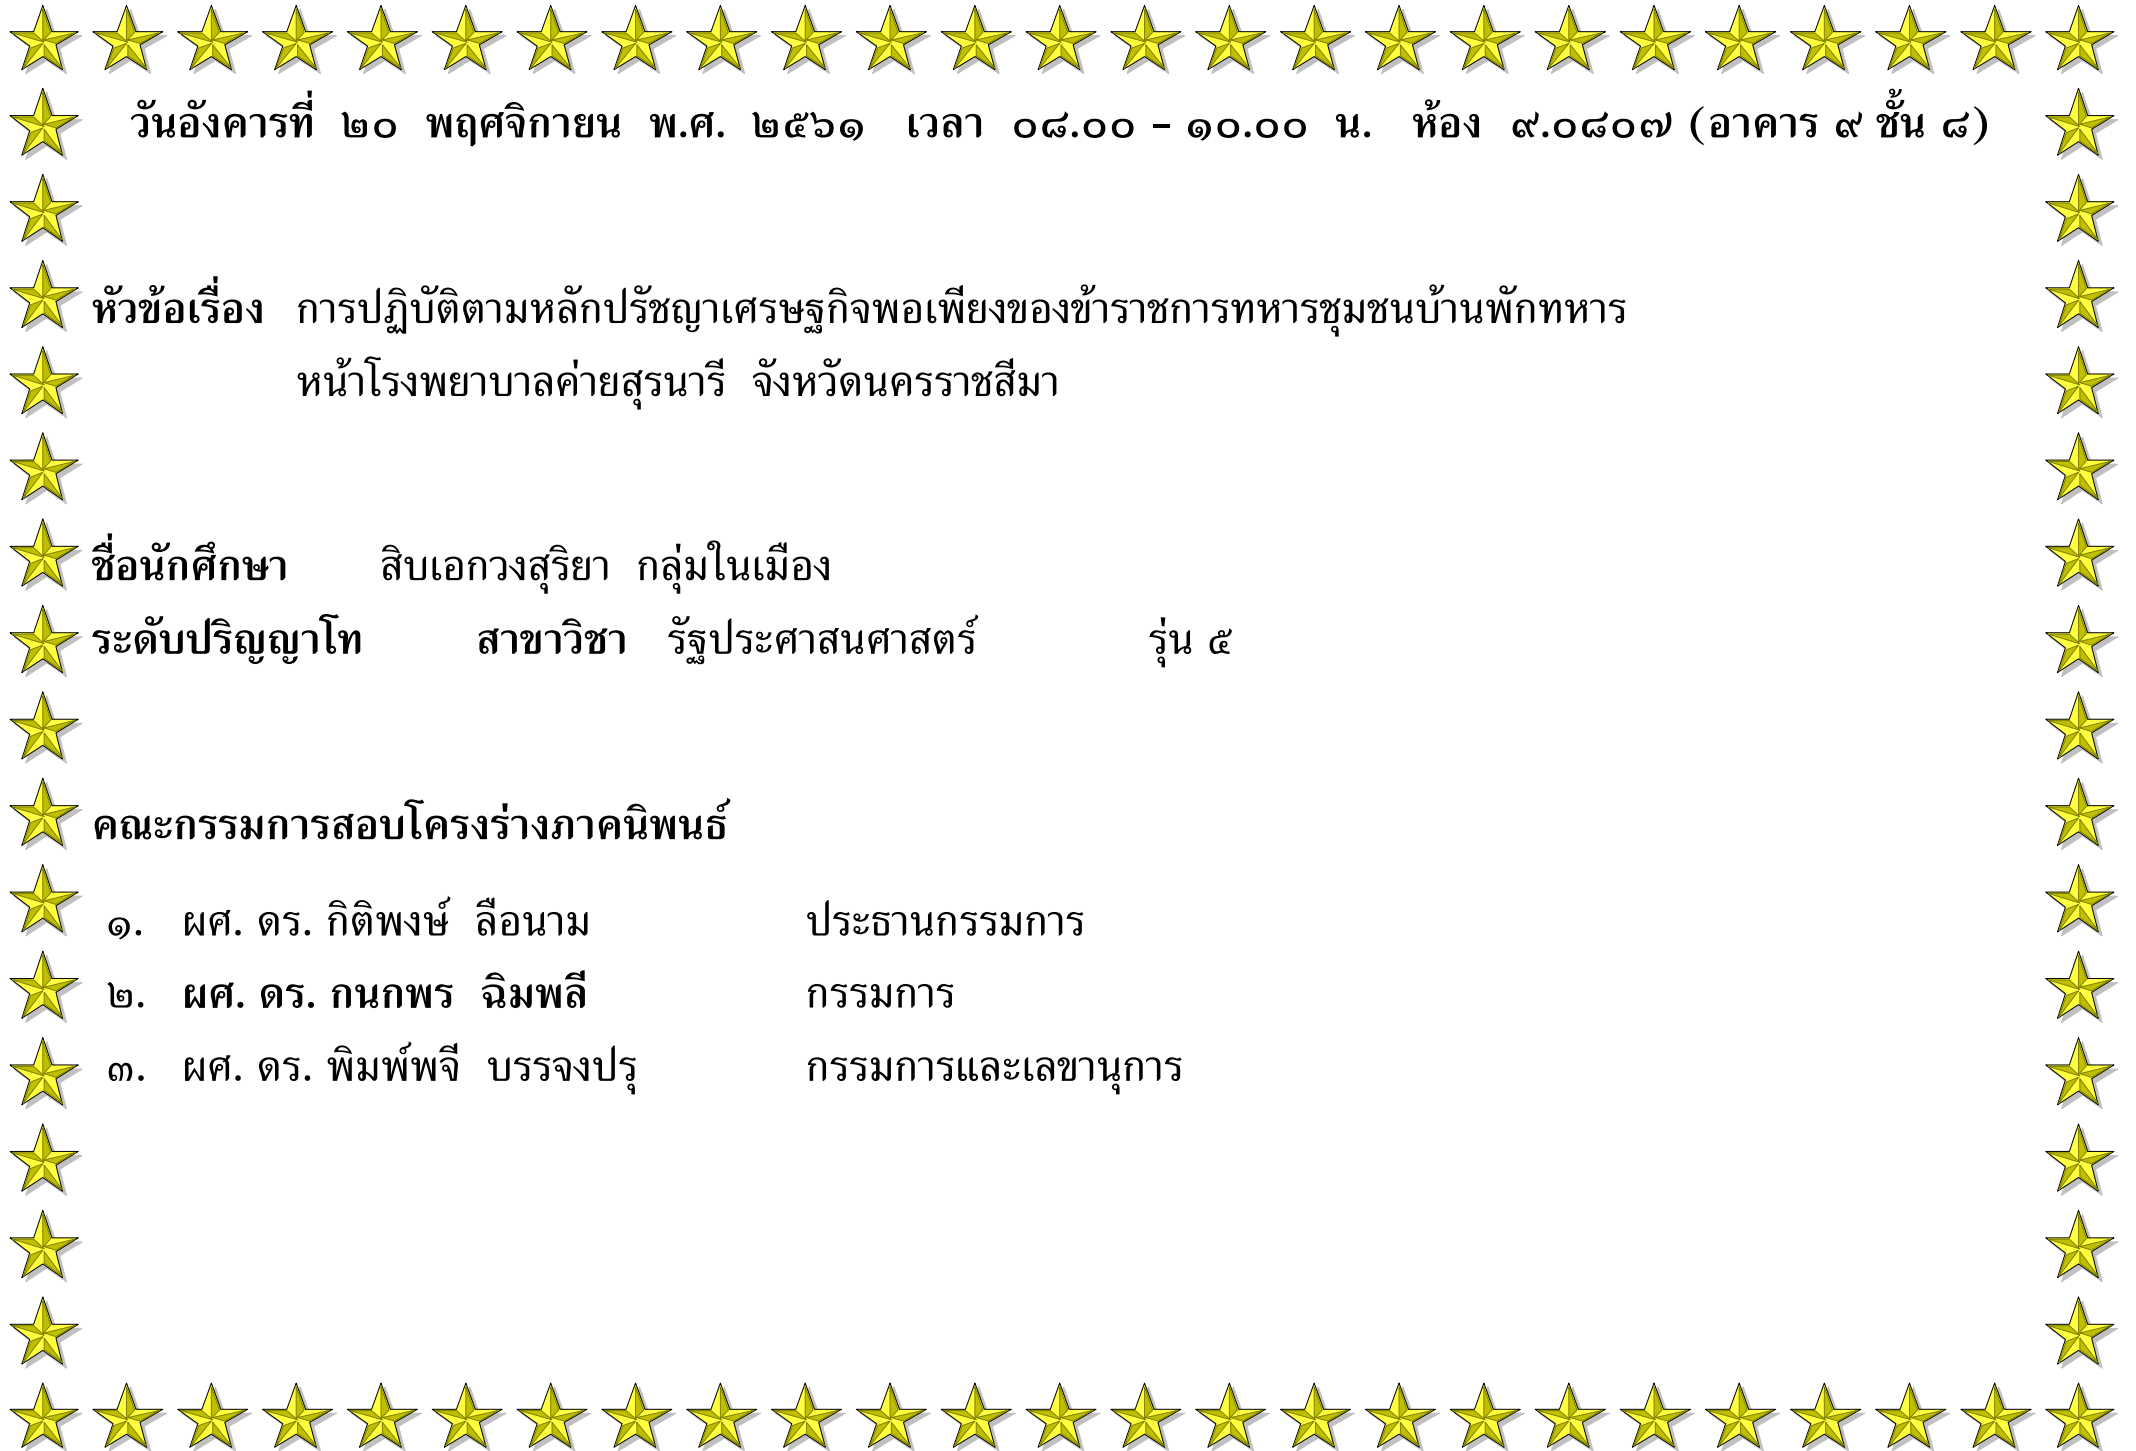 วันอังคารที่ ๒๐ พฤศจิกายน พ.ศ. ๒๕๖๑ เวลา ๐๘.๐๐ - ๑๐.๐๐ น. ห้อง ๙.๐๘๐๗ (อาคาร ๙ ชั้น ๘)
หัวข้อเรื่อง การปฏิบัติตามหลักปรัชญาเศรษฐกิจพอเพียงของข้าราชการทหารชุมชนบ้านพักทหาร
หน้าโรงพยาบาลค่ายสุรนารี จังหวัดนครราชสีมา
ชื่อนักศึกษา สิบเอกวงสุริยา กลุ่มในเมือง
ระดับปริญญาโท สาขาวิชา รัฐประศาสนศาสตร์ รุ่น ๕
คณะกรรมการสอบโครงร่างภาคนิพนธ์
๑. ผศ. ดร. กิติพงษ์ ลือนาม ประธานกรรมการ
๒. ผศ. ดร. กนกพร ฉิมพลี กรรมการ
๓. ผศ. ดร. พิมพ์พจี บรรจงปรุ กรรมการและเลขานุการ